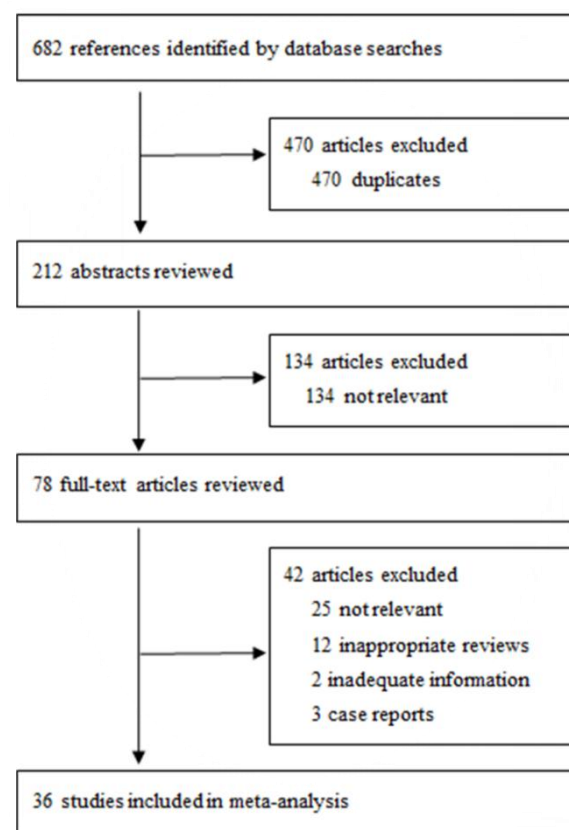 682 references identified by database searches
470 articles excluded
470 duplicates
212 abstracts reviewed
134 articles excluded
134 not relevant
78 full-text articles reviewed
42 articles excluded
25 not relevant
12 inappropriate reviews
2 inadequate information
3 case reports
36 studies included in meta-analysis